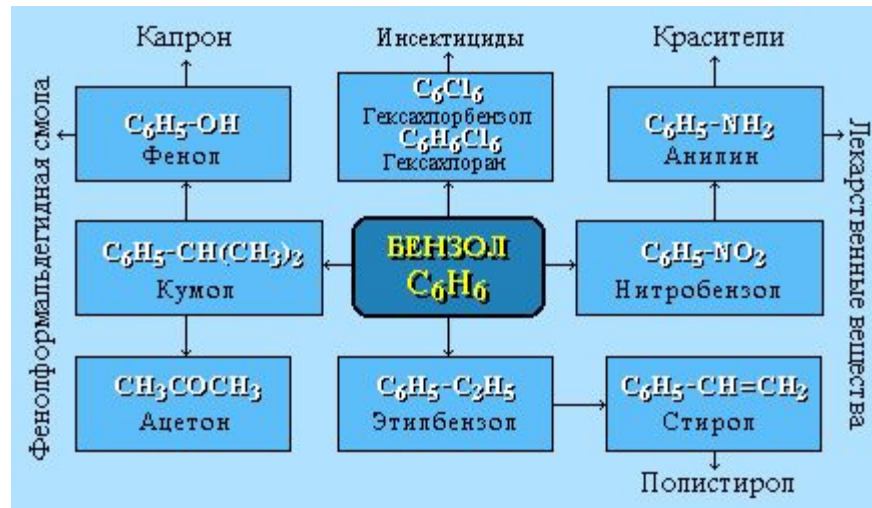 Капрон
Инсектициды
Красители
Фенолформальдегидная смола
C₆H₅-OH
Фенол
C₆Cl₆
Гексахлорбензол
C₆H₆Cl₆
Гексахлоран
C₆H₅-NH₂
Анилин
Лекарственные вещества
C₆H₅-CH(CH₃)₂
Кумол
БЕНЗОЛ
C₆H₆
C₆H₅-NO₂
Нитробензол
CH₃COCH₃
Ацетон
C₆H₅-C₂H₅
Этилбензол
C₆H₅-CH=CH₂
Стирол
Полистирол